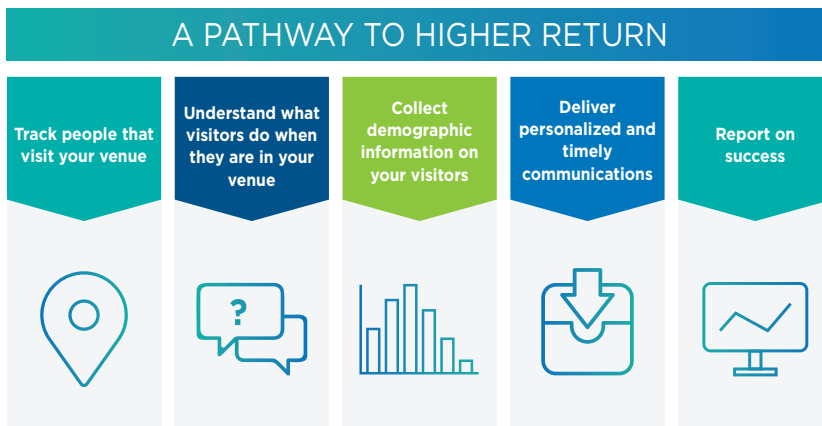 A PATHWAY TO HIGHER RETURN
Track people that
visit your venue
Understand what
visitors do when
they are in your
venue
Collect
demographic
information on
your visitors
Deliver
personalized and
timely
communications
Report on
success
?